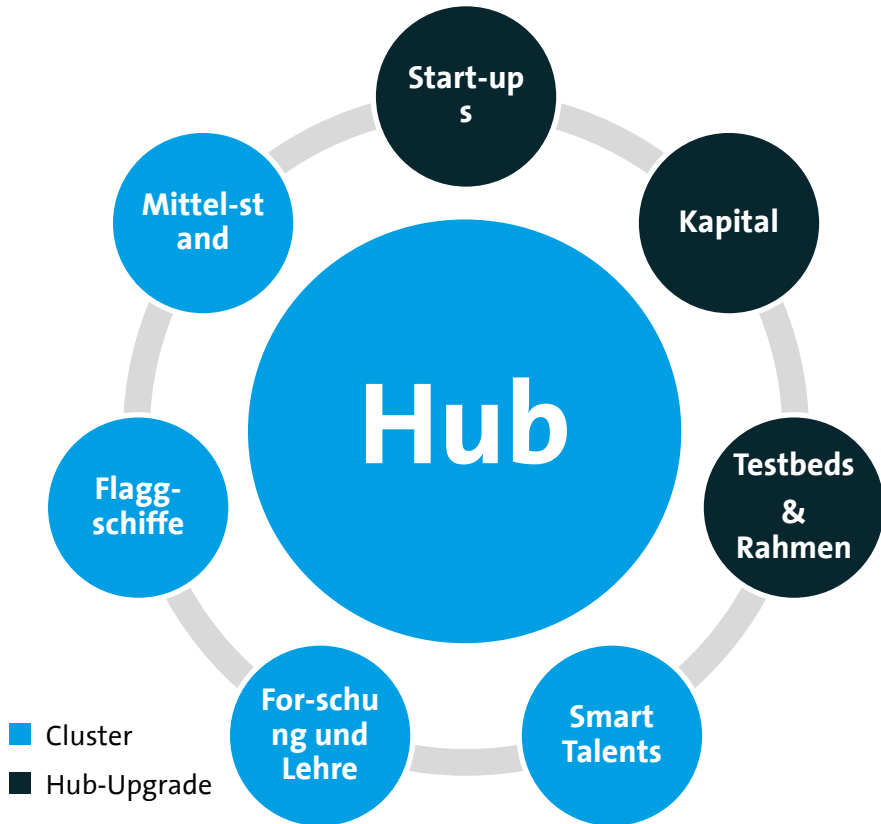 Start-up
s
Kapital
Testbeds
&
Rahmen
Smart
Talents
For-schu
ng und
Lehre
Flagg-
schiffe
Mittel-st
and
Hub
Cluster
Hub-Upgrade